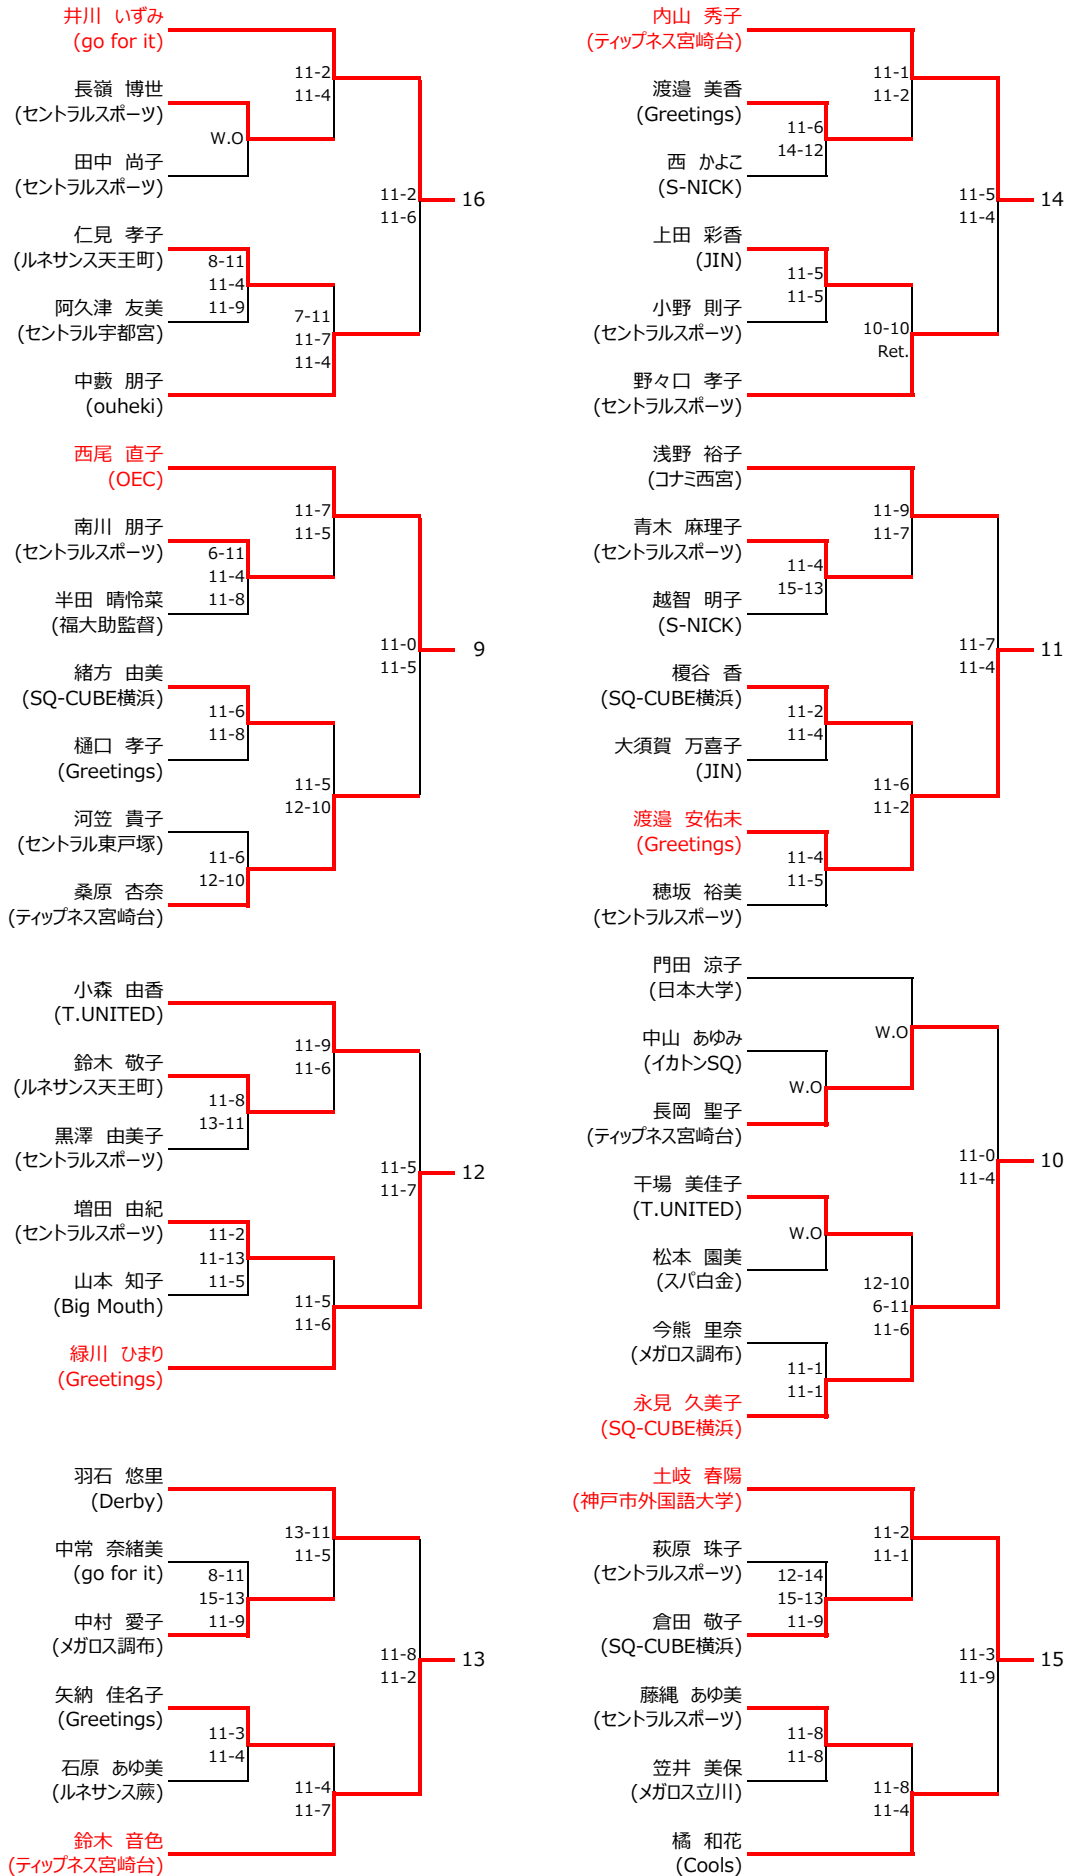 井川 いずみ
(go for it)
11-2
11-4
長嶺 博世
(セントラルスポーツ)
W.O
田中 尚子
(セントラルスポーツ)
11-2
11-6
16
仁見 孝子
(ルネサンス天王町)
8-11
11-4
11-9
阿久津 友美
(セントラル宇都宮)
7-11
11-7
11-4
中藪 朋子
(ouheki)
西尾 直子
(OEC)
11-7
11-5
南川 朋子
(セントラルスポーツ)
6-11
11-4
11-8
半田 晴怜菜
(福大助監督)
11-0
11-5
9
緒方 由美
(SQ-CUBE横浜)
11-6
11-8
樋口 孝子
(Greetings)
11-5
12-10
河笠 貴子
(セントラル東戸塚)
11-6
12-10
桑原 杏奈
(ティップネス宮崎台)
小森 由香
(T.UNITED)
11-9
11-6
鈴木 敬子
(ルネサンス天王町)
11-8
13-11
黒澤 由美子
(セントラルスポーツ)
11-5
11-7
12
増田 由紀
(セントラルスポーツ)
11-2
11-13
11-5
山本 知子
(Big Mouth)
11-5
11-6
緑川 ひまり
(Greetings)
羽石 悠里
(Derby)
13-11
11-5
中常 奈緒美
(go for it)
8-11
15-13
11-9
中村 愛子
(メガロス調布)
11-8
11-2
13
矢納 佳名子
(Greetings)
11-3
11-4
石原 あゆ美
(ルネサンス蕨)
11-4
11-7
鈴木 音色
(ティップネス宮崎台)
内山 秀子
(ティップネス宮崎台)
11-1
11-2
渡邉 美香
(Greetings)
11-6
14-12
西 かよこ
(S-NICK)
11-5
11-4
14
上田 彩香
(JIN)
11-5
11-5
小野 則子
(セントラルスポーツ)
10-10
Ret.
野々口 孝子
(セントラルスポーツ)
浅野 裕子
(コナミ西宮)
11-9
11-7
青木 麻理子
(セントラルスポーツ)
11-4
15-13
越智 明子
(S-NICK)
11-7
11-4
11
榎谷 香
(SQ-CUBE横浜)
11-2
11-4
大須賀 万喜子
(JIN)
11-6
11-2
渡邉 安佑未
(Greetings)
11-4
11-5
穂坂 裕美
(セントラルスポーツ)
門田 涼子
(日本大学)
W.O
中山 あゆみ
(イカトンSQ)
W.O
長岡 聖子
(ティップネス宮崎台)
11-0
11-4
10
干場 美佳子
(T.UNITED)
W.O
松本 園美
(スパ白金)
12-10
6-11
11-6
今熊 里奈
(メガロス調布)
11-1
11-1
永見 久美子
(SQ-CUBE横浜)
土岐 春陽
(神戸市外国語大学)
11-2
11-1
萩原 珠子
(セントラルスポーツ)
12-14
15-13
11-9
倉田 敬子
(SQ-CUBE横浜)
11-3
11-9
15
藤縄 あゆ美
(セントラルスポーツ)
11-8
11-8
笠井 美保
(メガロス立川)
11-8
11-4
橘 和花
(Cools)